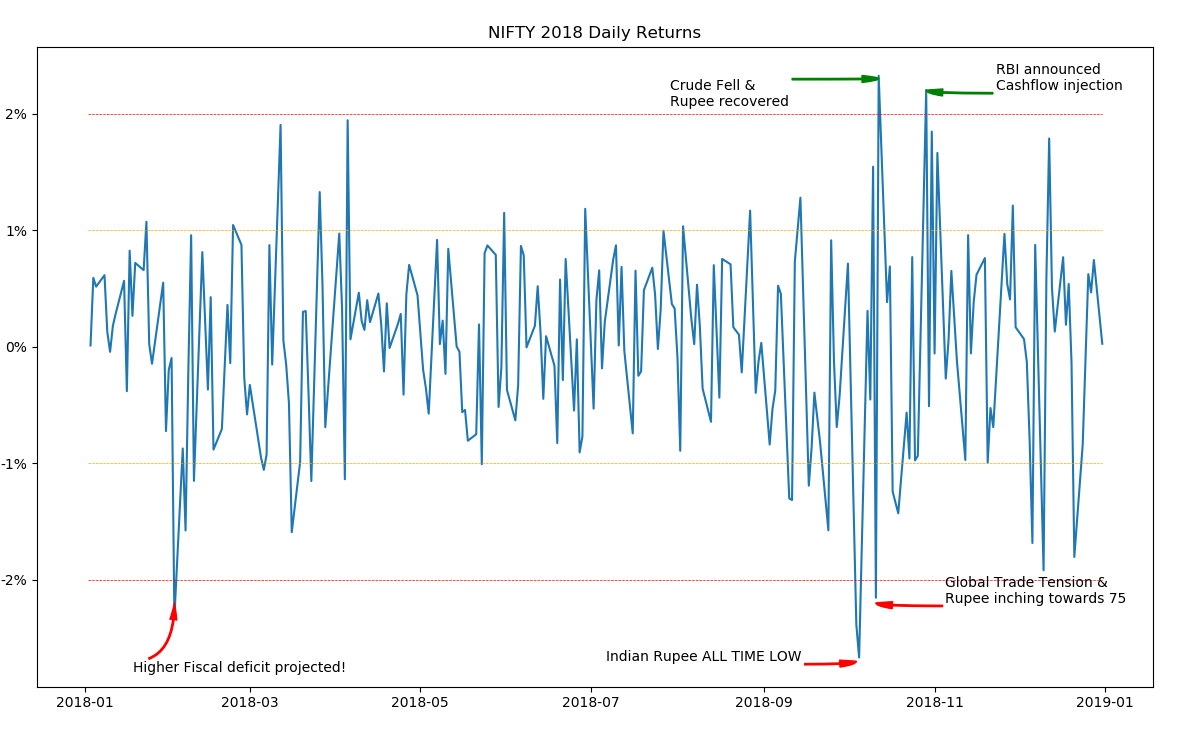 NIFTY 2018 Daily Returns
RBI announced
Cashflow injection
Crude Fell &
Rupee recovered
2%
1%
0%
-1%
-2%
Global Trade Tension &
Rupee inching towards 75
Indian Rupee ALL TIME LOW
Higher Fiscal deficit projected!
2018-01
2018-03
2018-05
2018-07
2018-09
2018-11
2019-01